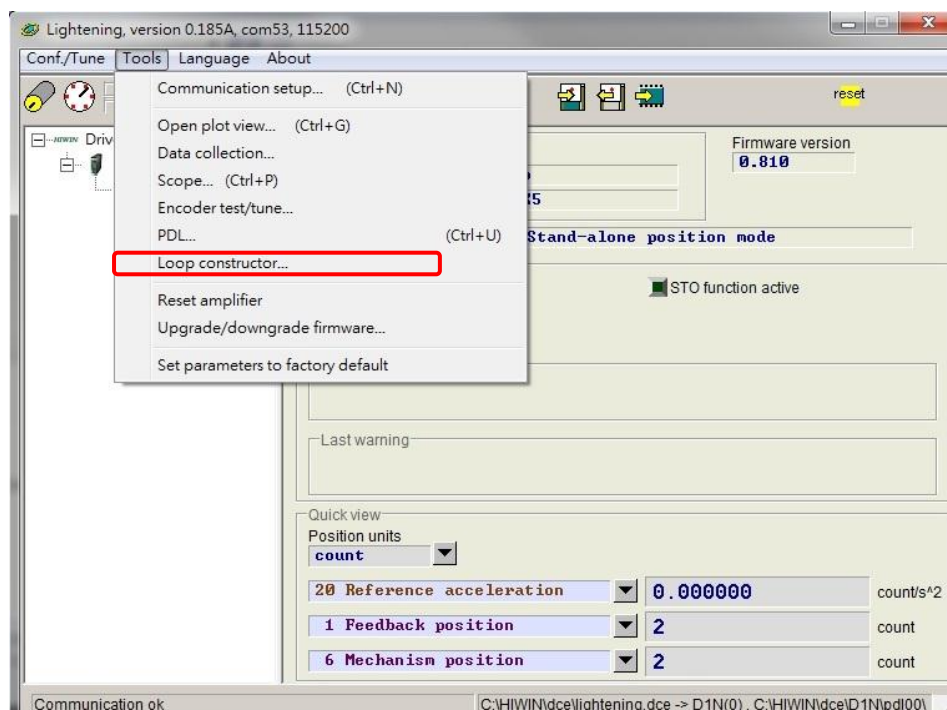 Lightening, version 0.185A, com53, 115200
Conf./Tune Tools Language About
Communication setup... (Ctrl+N)
reset
Open plot view... (Ctrl+G)
HIWIN Driv
Firmware version
Data collection...
0.810
Scope... (Ctrl+P)
Encoder test/tune...
PDL... (Ctrl+U)
Stand-alone position mode
Loop constructor...
STO function active
Reset amplifier
Upgrade/downgrade firmware...
Set parameters to factory default
Last warning
Quick view
Position units
count
20 Reference acceleration 0.000000 count/s^2
1 Feedback position 2 count
6 Mechanism position 2 count
Communication ok C:\HIWIN\dce\lightening.dce -> D1N(0) , C:\HIWIN\dce\D1N\pdl00\